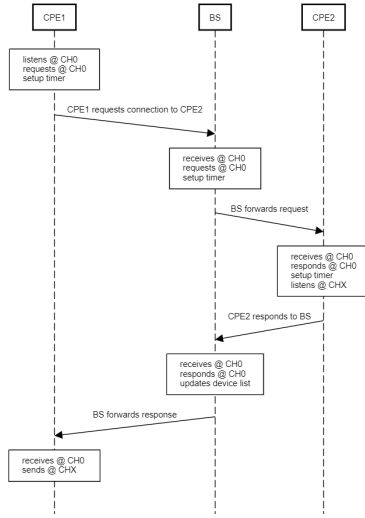 CPE1 BS CPE2
listens @ CH0
requests @ CH0
setup timer
CPE1 requests connection to CPE2
receives @ CH0
requests @ CH0
setup timer
BS forwards request
receives @ CH0
responds @ CH0
setup timer
listens @ CHX
CPE2 responds to BS
receives @ CH0
responds @ CH0
updates device list
BS forwards response
receives @ CH0
sends @ CHX